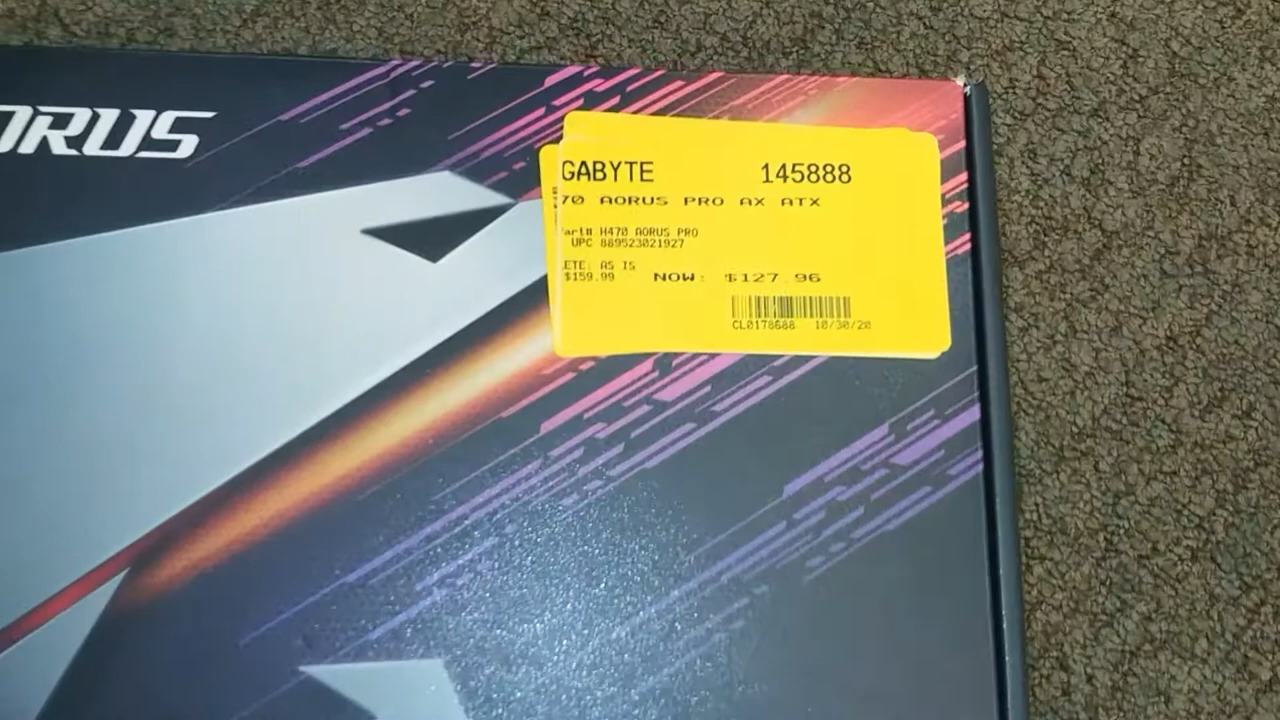 ORUS
GABYTE 145888
70 AORUS PRO AX ATX
art# H470 AORUS PRO
UPC 889523021927
ETE: AS IS
$159.99 NOW: $127.96
CL0178688 10/30/20